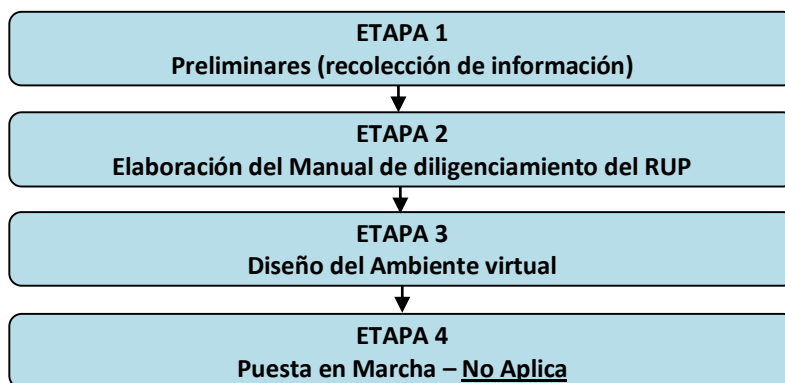 ETAPA 1
Preliminares (recolección de información)
ETAPA 2
Elaboración del Manual de diligenciamiento del RUP
ETAPA 3
Diseño del Ambiente virtual
ETAPA 4
Puesta en Marcha – No Aplica